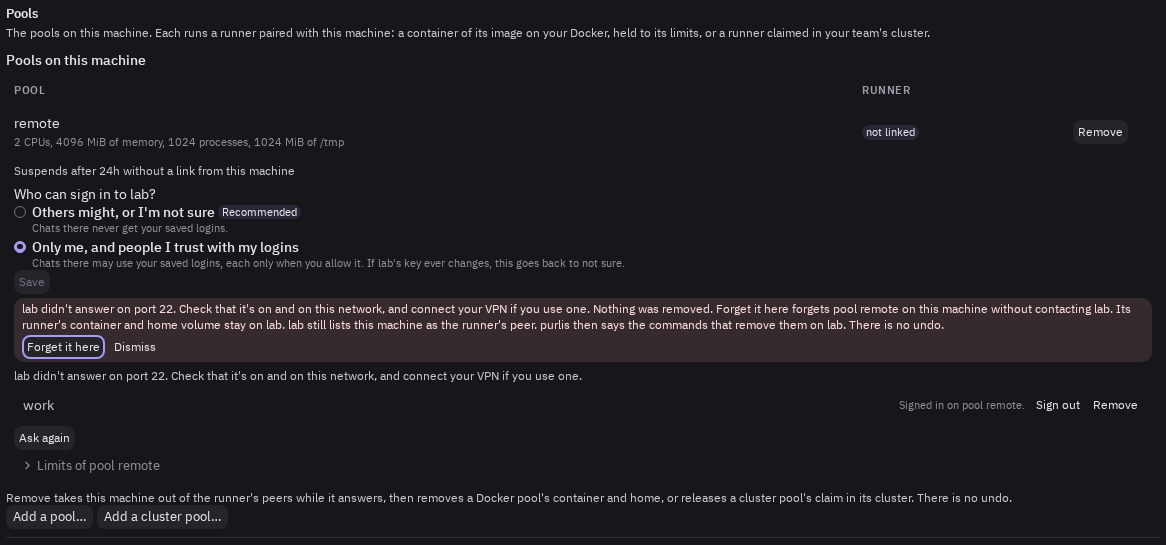 Pools
The pools on this machine. Each runs a runner paired with this machine: a container of its image on your Docker, held to its limits, or a runner claimed in your team's cluster.
Pools on this machine
POOL RUNNER
remote
2 CPUs, 4096 MiB of memory, 1024 processes, 1024 MiB of /tmp
not linked
Remove
Suspends after 24h without a link from this machine
Who can sign in to lab?
Others might, or I'm not sure Recommended
Chats there never get your saved logins.
Only me, and people I trust with my logins
Chats there may use your saved logins, each only when you allow it. If lab's key ever changes, this goes back to not sure.
Save
lab didn't answer on port 22. Check that it's on and on this network, and connect your VPN if you use one. Nothing was removed. Forget it here forgets pool remote on this machine without contacting lab. Its
runner's container and home volume stay on lab. lab still lists this machine as the runner's peer. purlis then says the commands that remove them on lab. There is no undo.
Forget it here Dismiss
lab didn't answer on port 22. Check that it's on and on this network, and connect your VPN if you use one.
work Signed in on pool remote. Sign out Remove
Ask again
Limits of pool remote
Remove takes this machine out of the runner's peers while it answers, then removes a Docker pool's container and home, or releases a cluster pool's claim in its cluster. There is no undo.
Add a pool... Add a cluster pool...